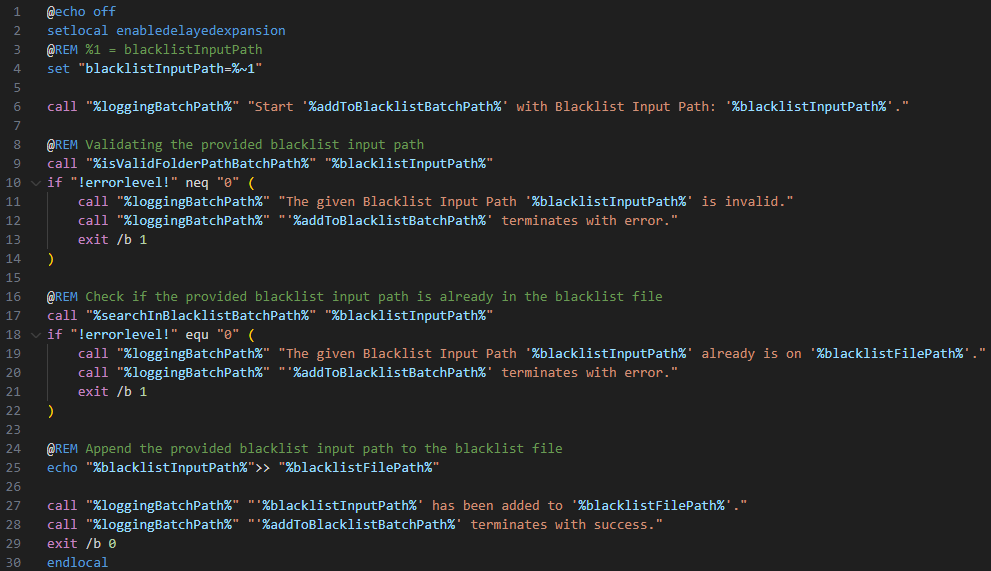 1 @echo off
2 setlocal enabledelayedexpansion
3 @REM %1 = blacklistInputPath
4 set "blacklistInputPath=%~1"
5
6 call "%loggingBatchPath%" "Start '%addToBlacklistBatchPath%' with Blacklist Input Path: '%blacklistInputPath%'."
7
8 @REM Validating the provided blacklist input path
9 call "%isValidFolderPathBatchPath%" "%blacklistInputPath%"
10 if "!errorlevel!" neq "0" (
11     call "%loggingBatchPath%" "The given Blacklist Input Path '%blacklistInputPath%' is invalid."
12     call "%loggingBatchPath%" "'%addToBlacklistBatchPath%' terminates with error."
13     exit /b 1
14 )
15
16 @REM Check if the provided blacklist input path is already in the blacklist file
17 call "%searchInBlacklistBatchPath%" "%blacklistInputPath%"
18 if "!errorlevel!" equ "0" (
19     call "%loggingBatchPath%" "The given Blacklist Input Path '%blacklistInputPath%' already is on '%blacklistFilePath%'."
20     call "%loggingBatchPath%" "'%addToBlacklistBatchPath%' terminates with error."
21     exit /b 1
22 )
23
24 @REM Append the provided blacklist input path to the blacklist file
25 echo "%blacklistInputPath%">> "%blacklistFilePath%"
26
27 call "%loggingBatchPath%" "'%blacklistInputPath%' has been added to '%blacklistFilePath%'."
28 call "%loggingBatchPath%" "'%addToBlacklistBatchPath%' terminates with success."
29 exit /b 0
30 endlocal